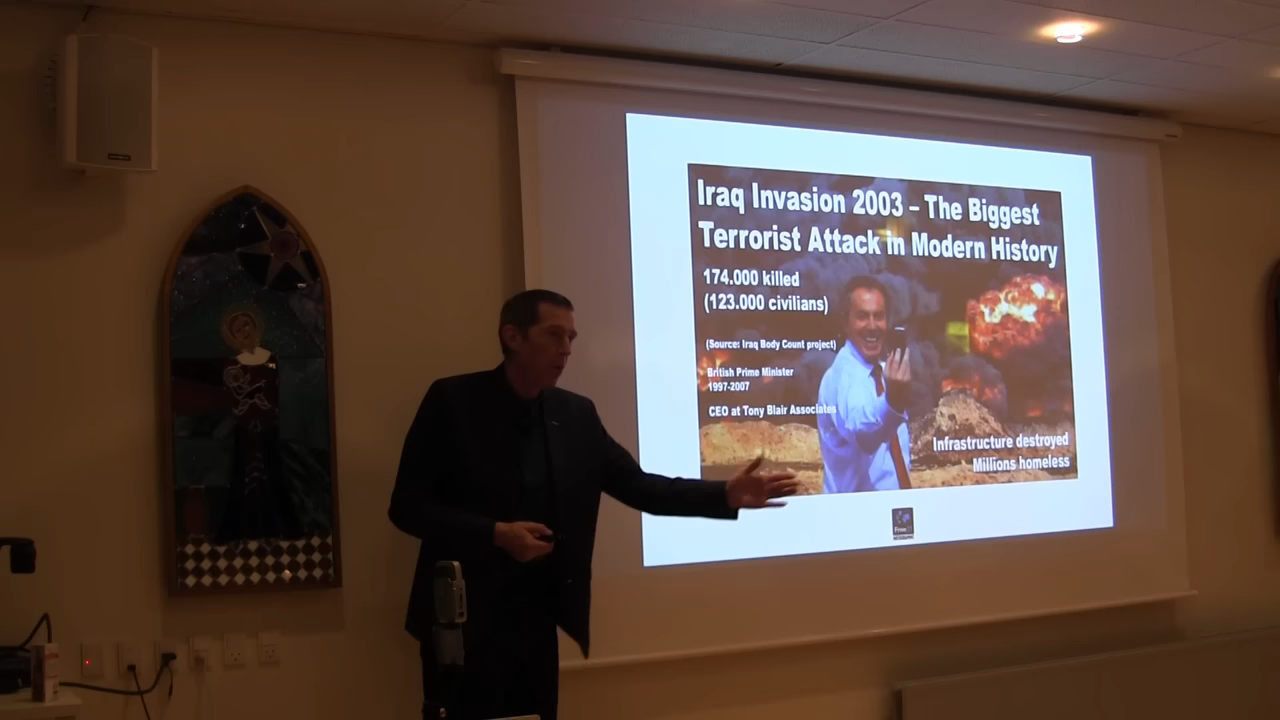 Iraq Invasion 2003 – The Biggest
Terrorist Attack in Modern History
174.000 killed
(123.000 civilians)
(Source: Iraq Body Count project)
British Prime Minister
1997-2007
CEO at Tony Blair Associates
Infrastructure destroyed
Millions homeless